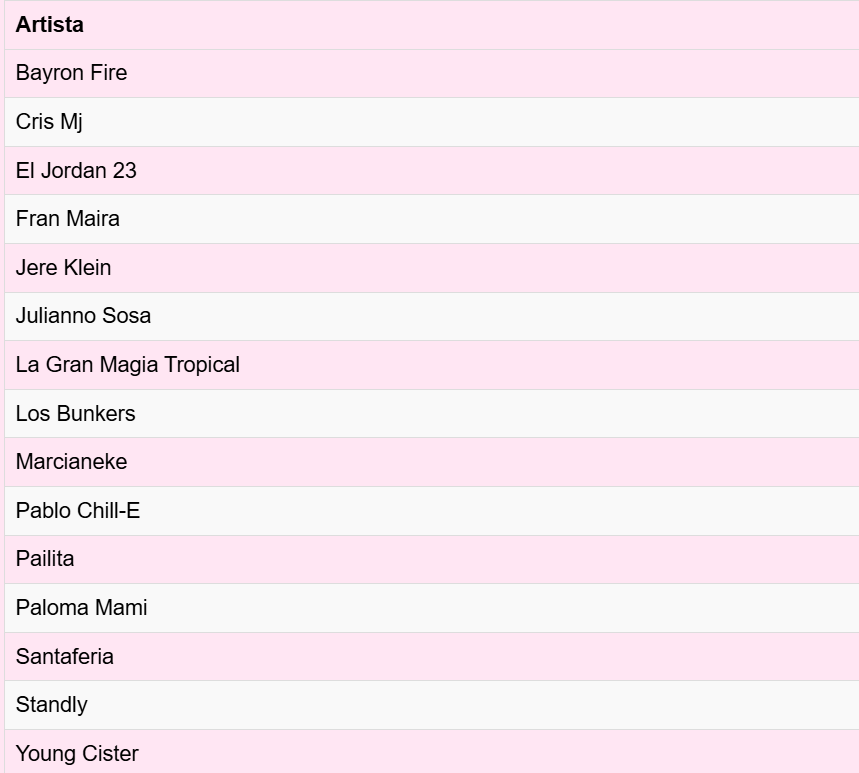 Artista
Bayron Fire
Cris Mj
El Jordan 23
Fran Maira
Jere Klein
Julianno Sosa
La Gran Magia Tropical
Los Bunkers
Marcianeke
Pablo Chill-E
Pailita
Paloma Mami
Santaferia
Standly
Young Cister